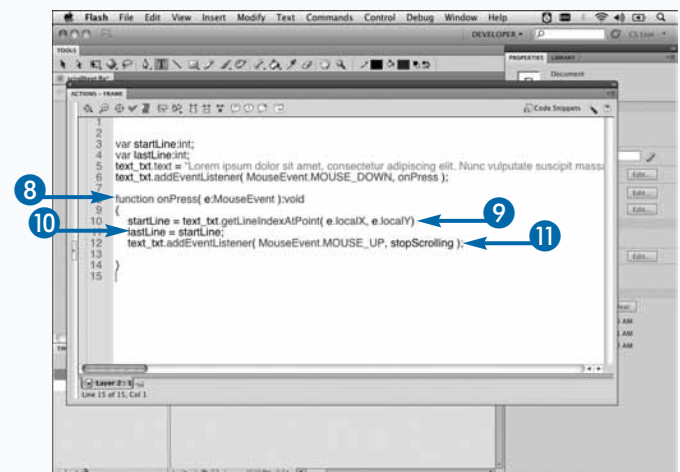 Flash File Edit View Insert Modify Text Commands Control Debug Window Help
DEVELOPER
TOOLS
PROPERTIES LIBRARY
Document
ACTIONS - FRAME
Code Snippets
1
2
3 var startLine:int;
4 var lastLine:int;
5 text_txt.text = "Lorem ipsum dolor sit amet, consectetur adipiscing elit. Nunc vulputate suscipit massa
6 text_txt.addEventListener( MouseEvent.MOUSE_DOWN, onPress );
7
8 function onPress( e:MouseEvent ):void
9 {
10 startLine = text_txt.getLineIndexAtPoint( e.localX, e.localY)
11 lastLine = startLine;
12 text_txt.addEventListener( MouseEvent.MOUSE_UP, stopScrolling );
13
14 }
15
8
9
10
11
Edit...
Edit...
Edit...
Edit...
Layer 2 : 1
Line 15 of 15, Col 1